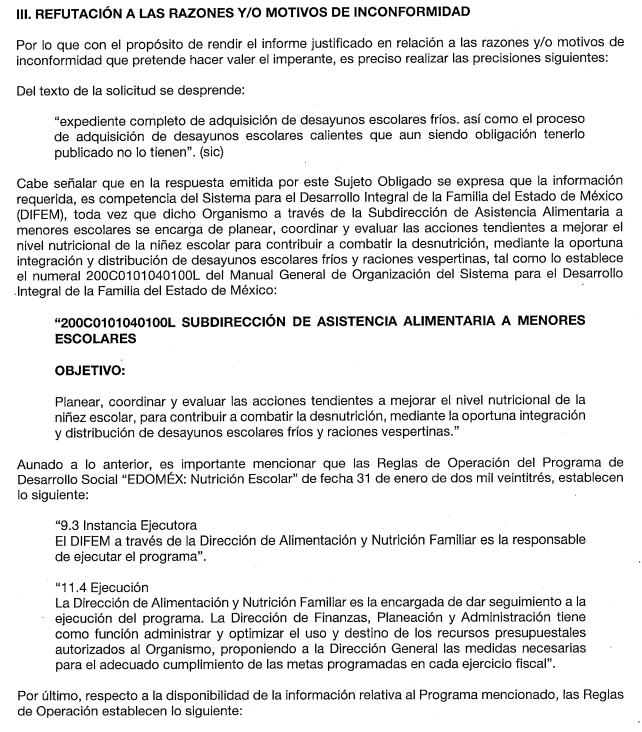 III. REFUTACIÓN A LAS RAZONES Y/O MOTIVOS DE INCONFORMIDAD
Por lo que con el propósito de rendir el informe justificado en relación a las razones y/o motivos de
inconformidad que pretende hacer valer el imperante, es preciso realizar las precisiones siguientes:
Del texto de la solicitud se desprende:
“expediente completo de adquisición de desayunos escolares fríos. así como el proceso
de adquisición de desayunos escolares calientes que aun siendo obligación tenerlo
publicado no lo tienen”. (sic)
Cabe señalar que en la respuesta emitida por este Sujeto Obligado se expresa que la información
requerida, es competencia del Sistema para el Desarrollo Integral de la Familia del Estado de México
(DIFEM), toda vez que dicho Organismo a través de la Subdirección de Asistencia Alimentaria a
menores escolares se encarga de planear, coordinar y evaluar las acciones tendientes a mejorar el
nivel nutricional de la niñez escolar para contribuir a combatir la desnutrición, mediante la oportuna
integración y distribución de desayunos escolares fríos y raciones vespertinas, tal como lo establece
el numeral 200C0101040100L del Manual General de Organización del Sistema para el Desarrollo
Integral de la Familia del Estado de México:
“200C0101040100L SUBDIRECCIÓN DE ASISTENCIA ALIMENTARIA A MENORES
ESCOLARES
OBJETIVO:
Planear, coordinar y evaluar las acciones tendientes a mejorar el nivel nutricional de la
niñez escolar, para contribuir a combatir la desnutrición, mediante la oportuna integración
y distribución de desayunos escolares fríos y raciones vespertinas.”
Aunado a lo anterior, es importante mencionar que las Reglas de Operación del Programa de
Desarrollo Social “EDOMÉX: Nutrición Escolar” de fecha 31 de enero de dos mil veintitrés, establecen
lo siguiente:
“9.3 Instancia Ejecutora
El DIFEM a través de la Dirección de Alimentación y Nutrición Familiar es la responsable
de ejecutar el programa”.
“11.4 Ejecución
La Dirección de Alimentación y Nutrición Familiar es la encargada de dar seguimiento a la
ejecución del programa. La Dirección de Finanzas, Planeación y Administración tiene
como función administrar y optimizar el uso y destino de los recursos presupuestales
autorizados al Organismo, proponiendo a la Dirección General las medidas necesarias
para el adecuado cumplimiento de las metas programadas en cada ejercicio fiscal”.
Por último, respecto a la disponibilidad de la información relativa al Programa mencionado, las Reglas
de Operación establecen lo siguiente: